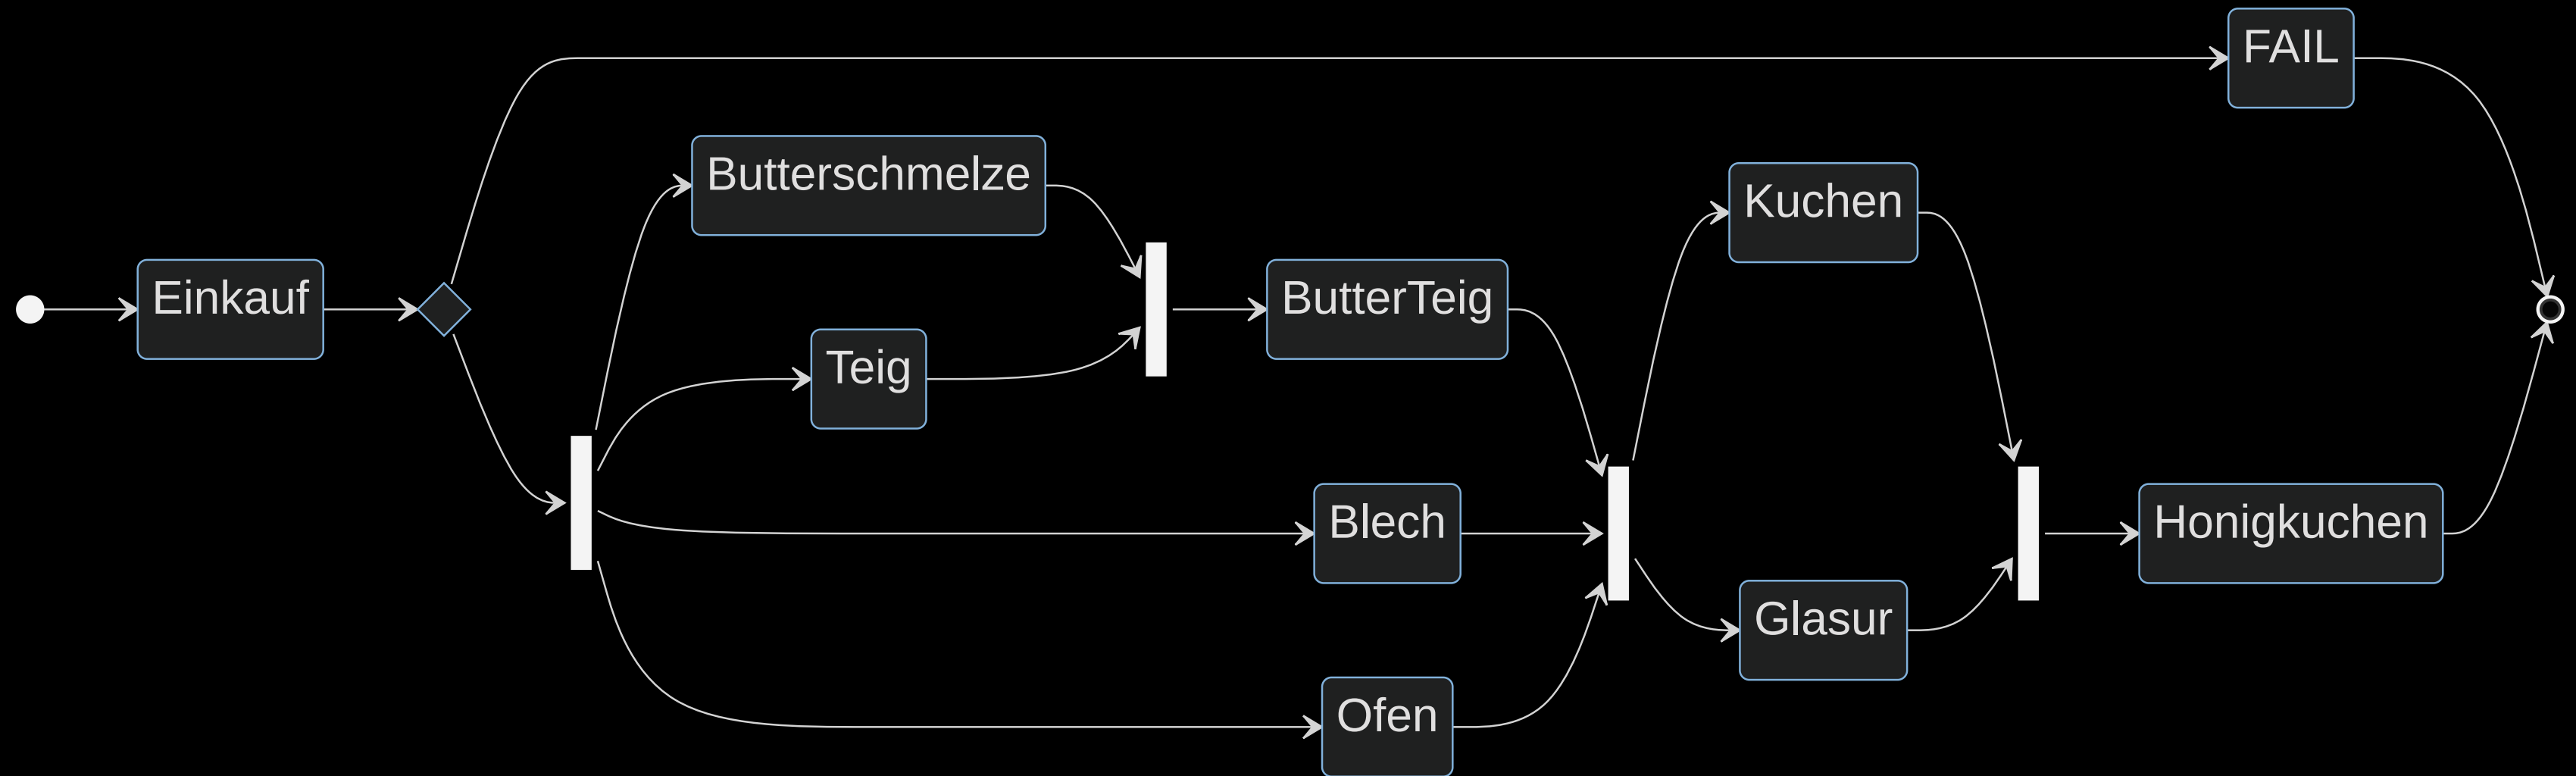 FAIL
Butterschmelze
Kuchen
Einkauf
ButterTeig
Teig
Blech
Honigkuchen
Glasur
Ofen